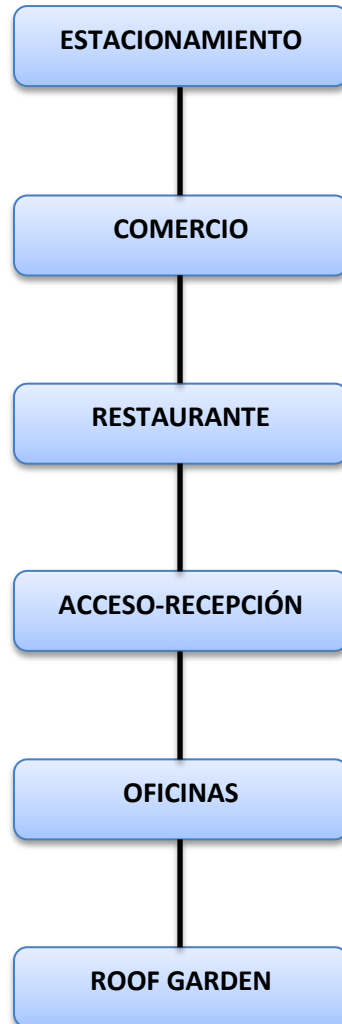 ESTACIONAMIENTO
COMERCIO
RESTAURANTE
ACCESO-RECEPCIÓN
OFICINAS
ROOF GARDEN